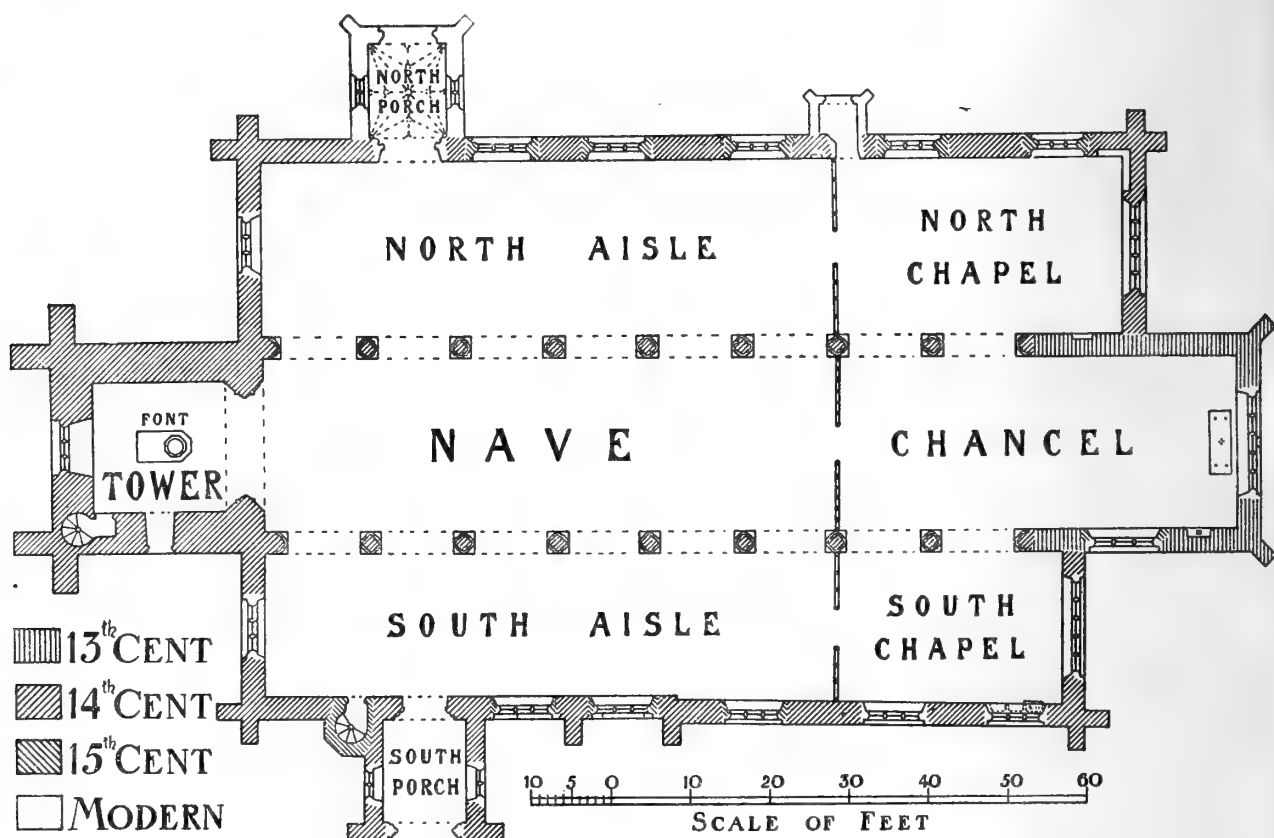 NORTH
PORCH
NORTH AISLE
NORTH
CHAPEL
FONT
TOWER
NAVE
CHANCEL
SOUTH AISLE
SOUTH
CHAPEL
SOUTH
PORCH
13th CENT
14th CENT
15th CENT
MODERN
10 5 0 10 20 30 40 50 60
SCALE OF FEET